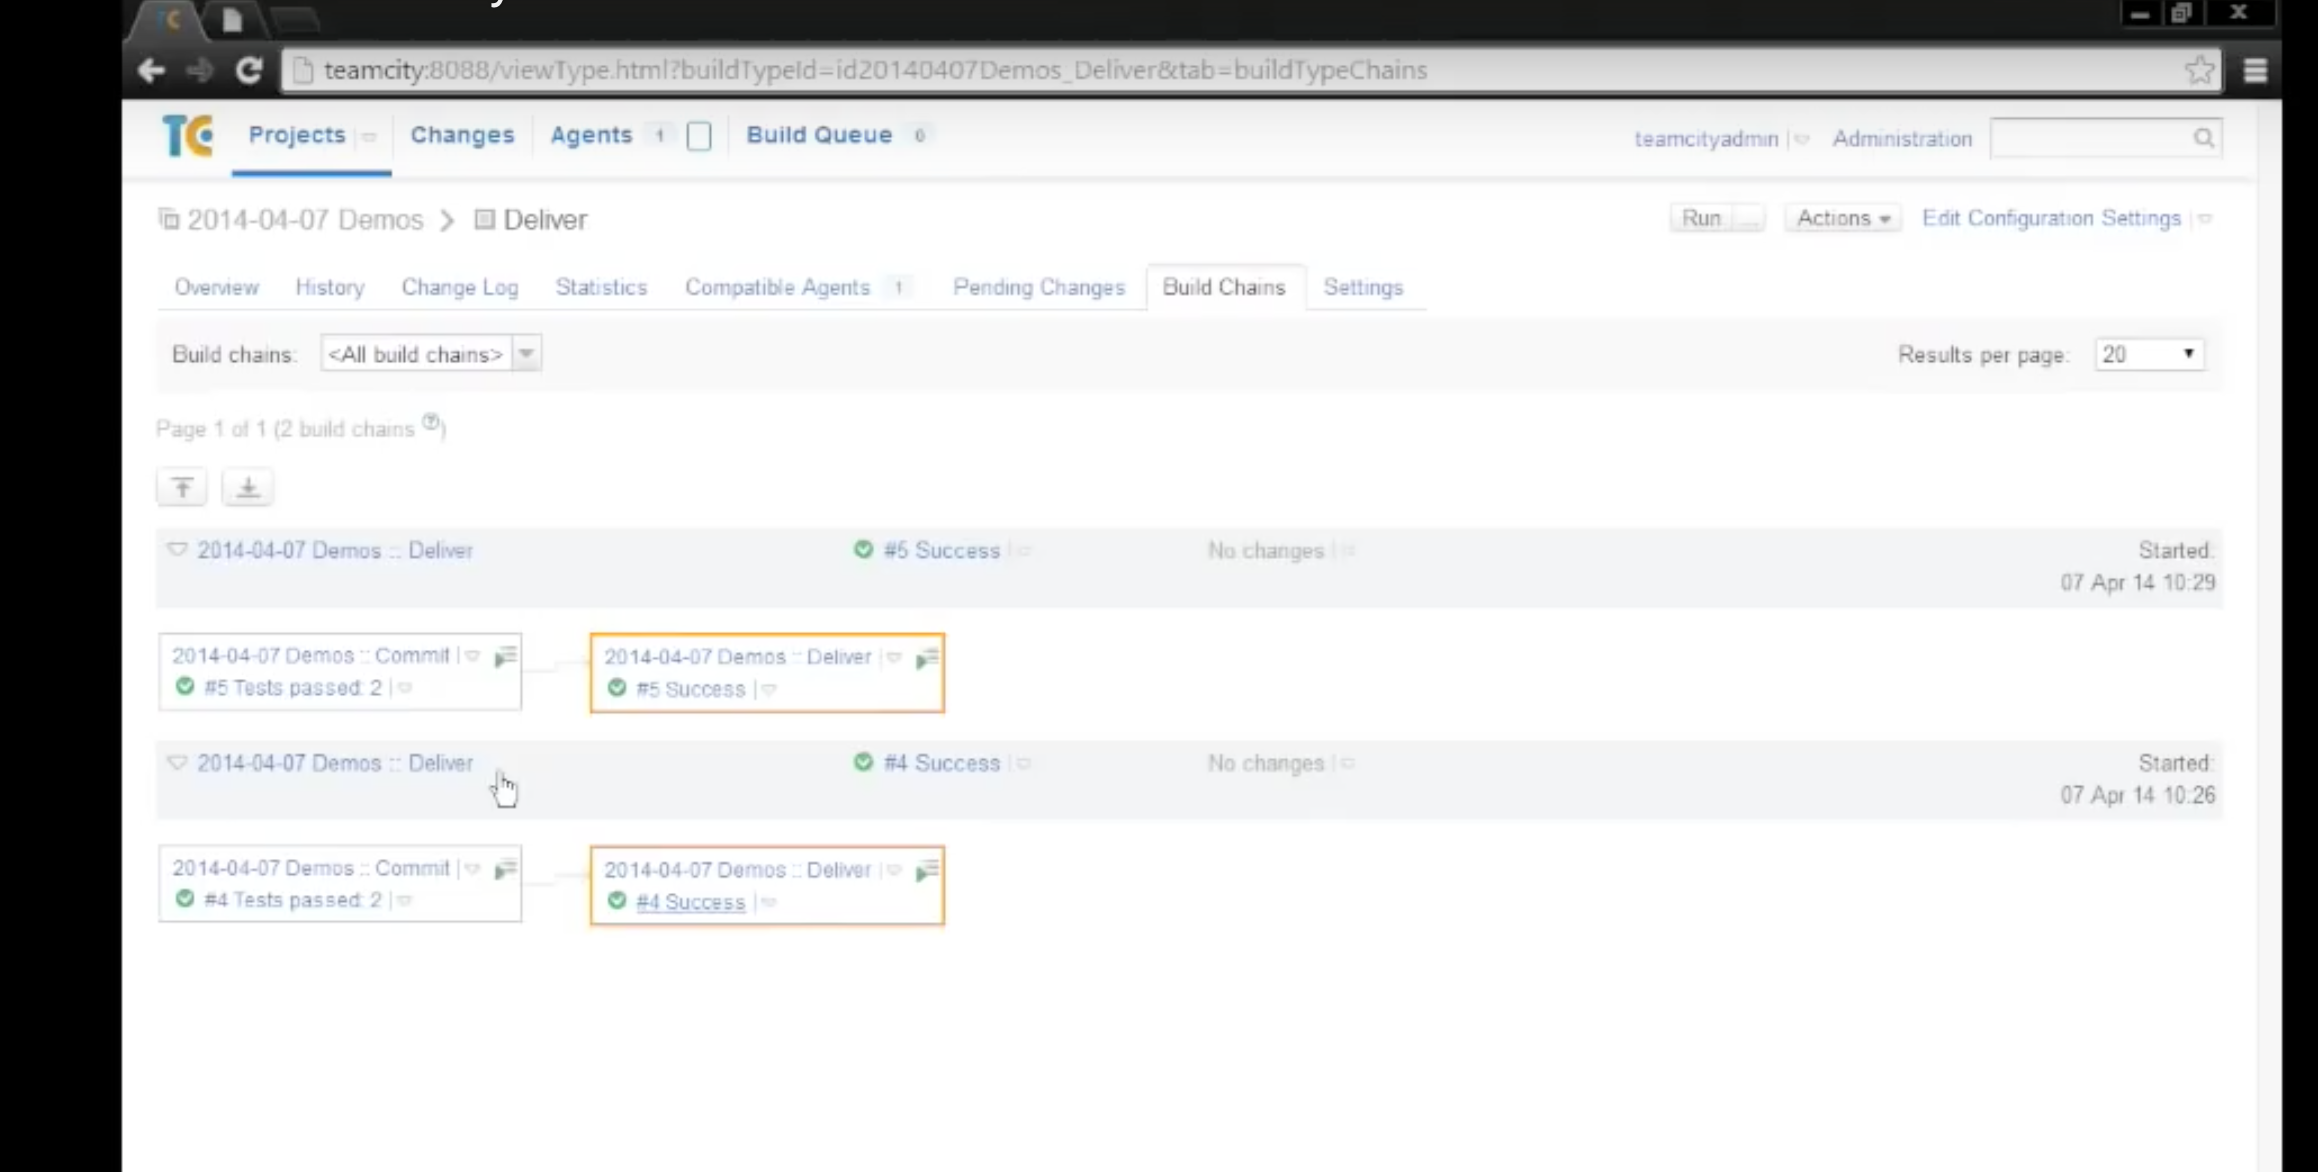 teamcity:8088/viewType.html?buildTypeId=id20140407Demos_Deliver&tab=buildTypeChains
TC Projects Changes Agents 1 Build Queue 0 teamcityadmin Administration
2014-04-07 Demos > Deliver Run ... Actions Edit Configuration Settings
Overview History Change Log Statistics Compatible Agents 1 Pending Changes Build Chains Settings
Build chains: <All build chains> Results per page: 20
Page 1 of 1 (2 build chains ?)
2014-04-07 Demos :: Deliver #5 Success No changes Started:
07 Apr 14 10:29
2014-04-07 Demos :: Commit 2014-04-07 Demos :: Deliver
#5 Tests passed: 2 #5 Success
2014-04-07 Demos :: Deliver #4 Success No changes Started:
07 Apr 14 10:26
2014-04-07 Demos :: Commit 2014-04-07 Demos :: Deliver
#4 Tests passed: 2 #4 Success